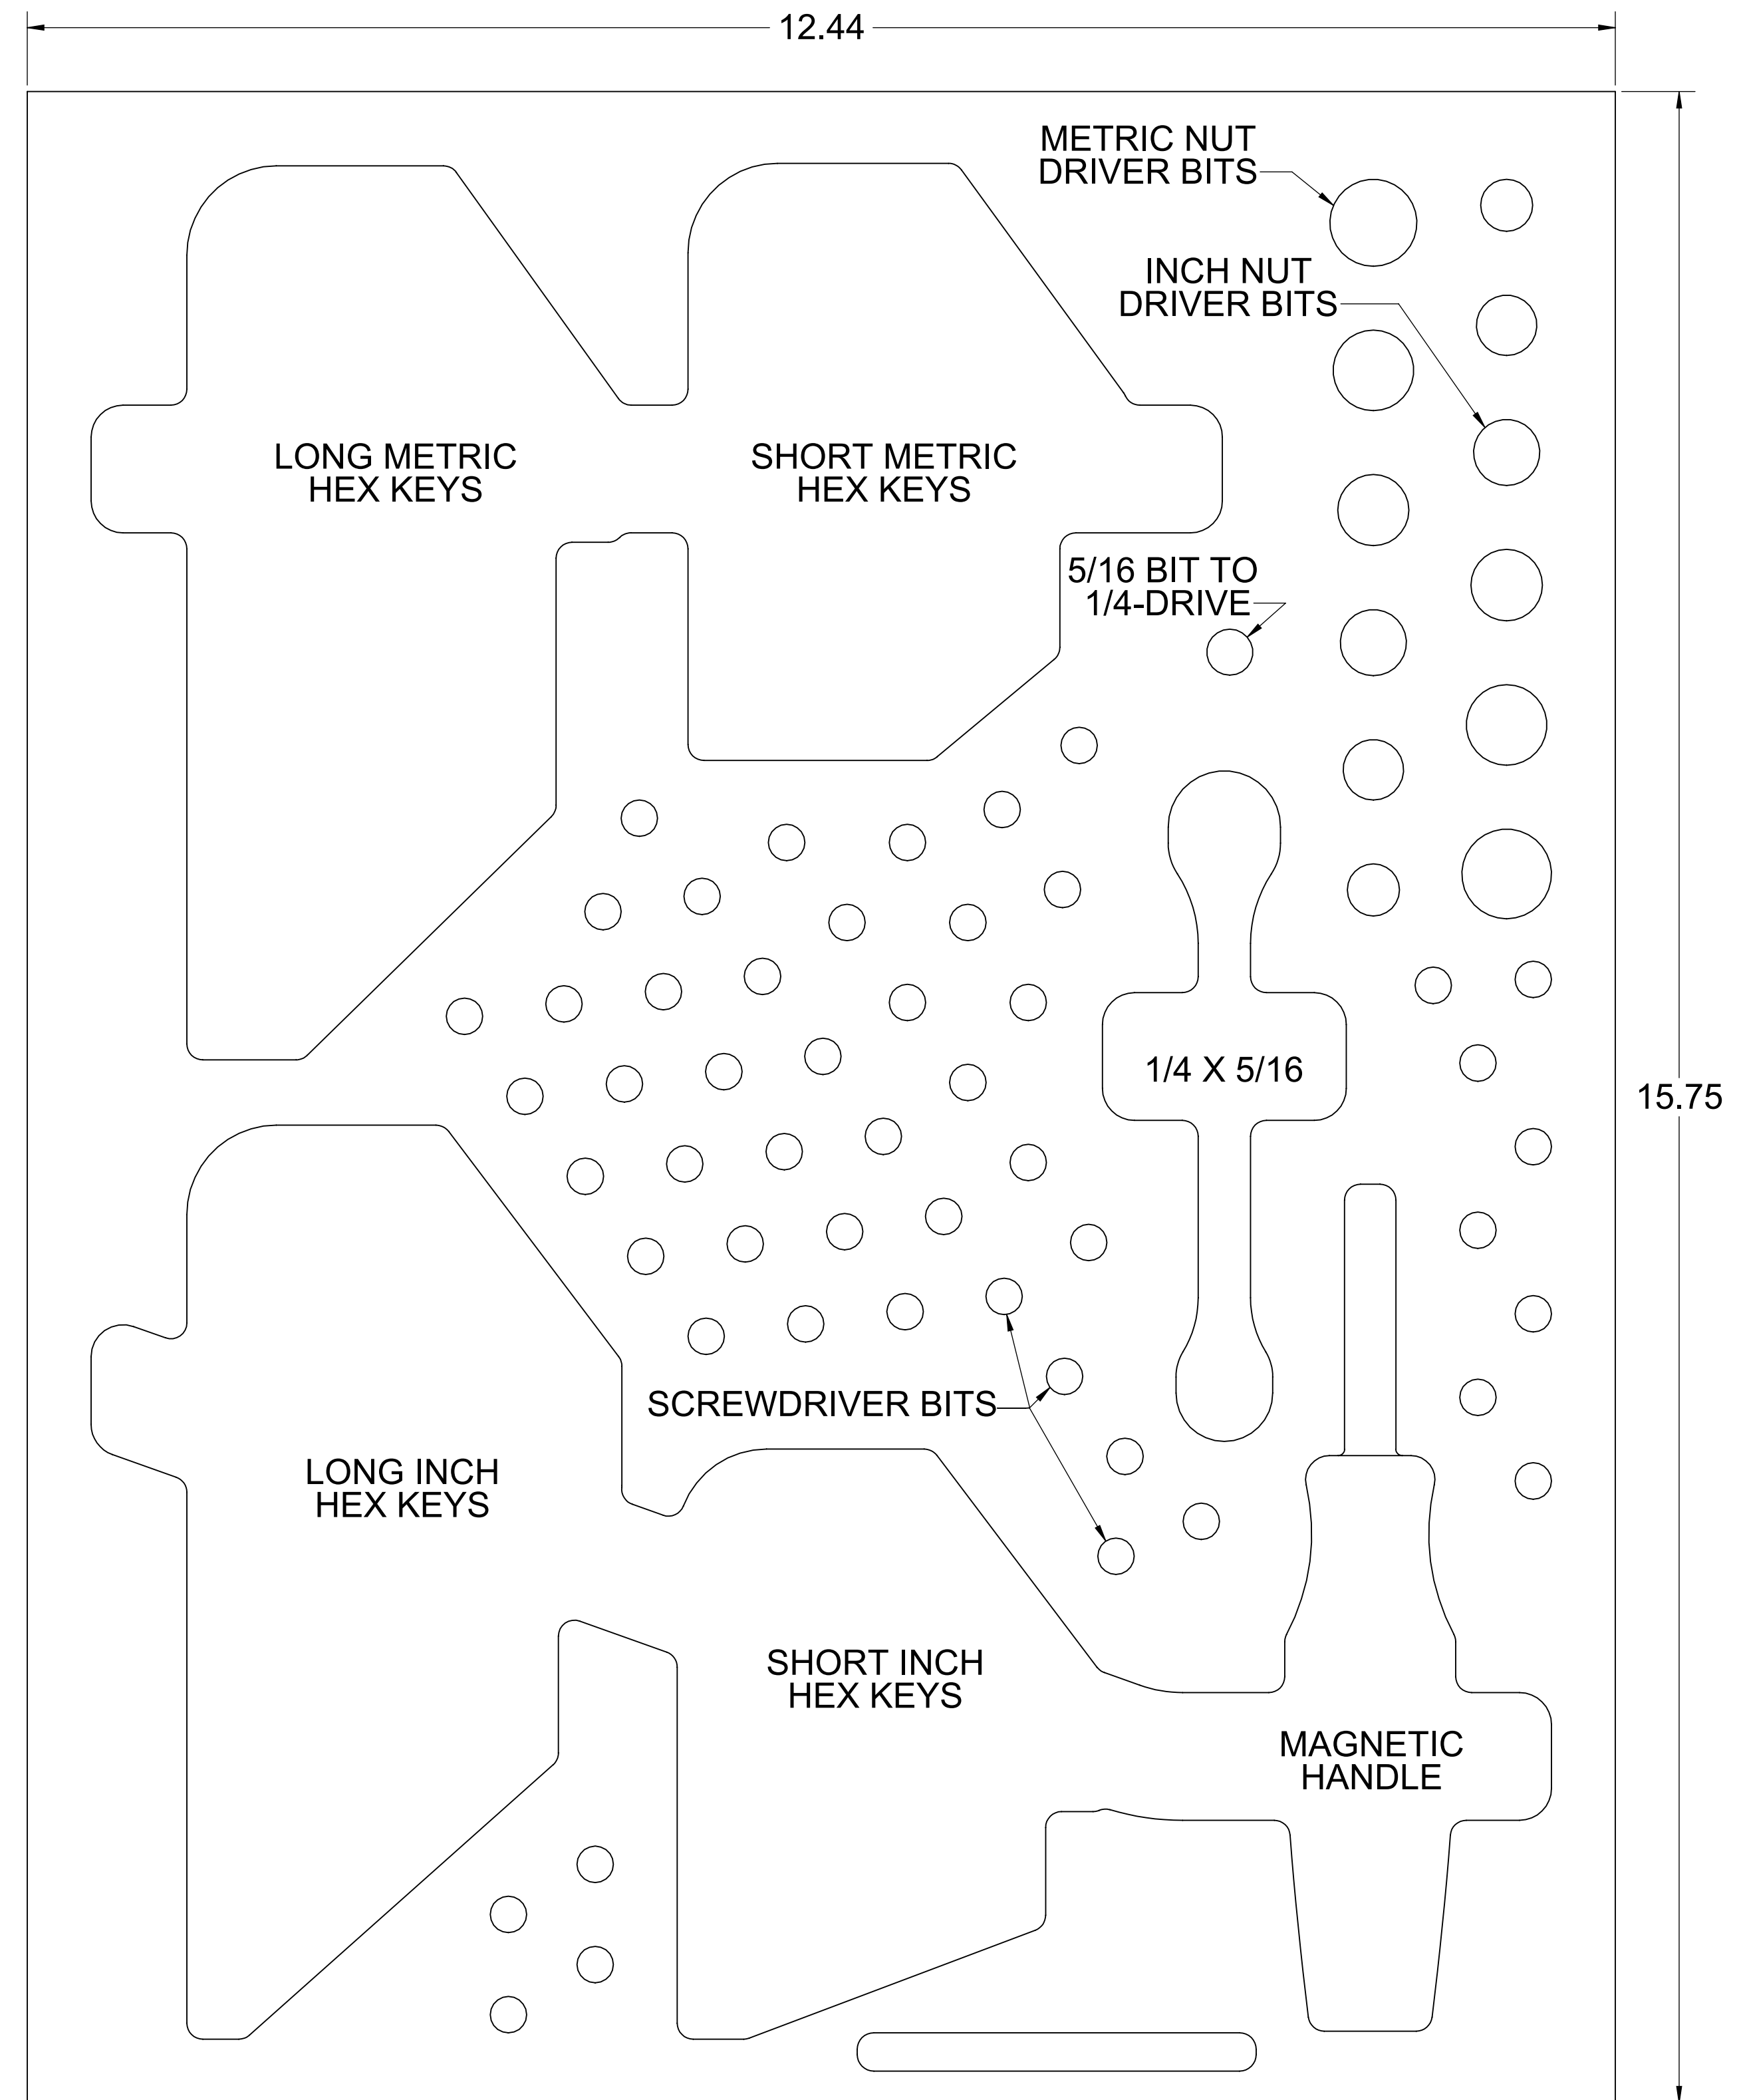 12.44
METRIC NUT
DRIVER BITS
INCH NUT
DRIVER BITS
LONG METRIC
HEX KEYS
SHORT METRIC
HEX KEYS
5/16 BIT TO
1/4-DRIVE
1/4 X 5/16
15.75
SCREWDRIVER BITS
LONG INCH
HEX KEYS
SHORT INCH
HEX KEYS
MAGNETIC
HANDLE